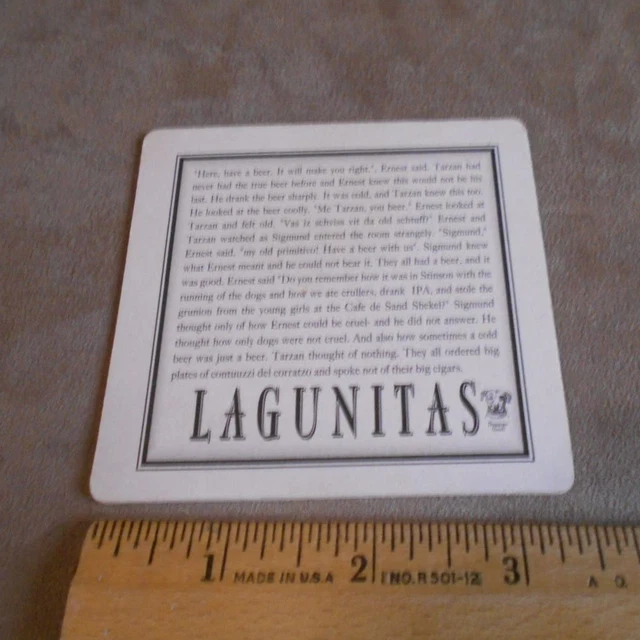 "Here, have a beer. It will make you right.", Ernest said. Tarzan had
never had the true beer before and Ernest knew this would not be his
last. He drank the beer sharply. It was cold, and Tarzan knew this too.
He looked at the beer coolly. "Me Tarzan, you beer." Ernest looked at
Tarzan and felt old. "Vas iz schviss vit da old schnuff?" Ernest and
Tarzan watched as Sigmund entered the room strangely. "Sigmund,"
Ernest said, "my old primitivo! Have a beer with us". Sigmund knew
what Ernest meant and he could not bear it. They all had a beer, and it
was good. Ernest said "Do you remember how it was in Stinson with the
running of the dogs and how we ate crullers, drank IPA, and stole the
grunion from the young girls at the Cafe de Sand Shekel?" Sigmund
thought only of how Ernest could be cruel- and he did not answer. He
thought how only dogs were not cruel. And also how sometimes a cold
beer was just a beer. Tarzan thought of nothing. They all ordered big
plates of contuzzi del corratzo and spoke not of their big cigars.
LAGUNITAS
1 MADE IN U.S.A 2 NO. R 501-12 3 A. O.